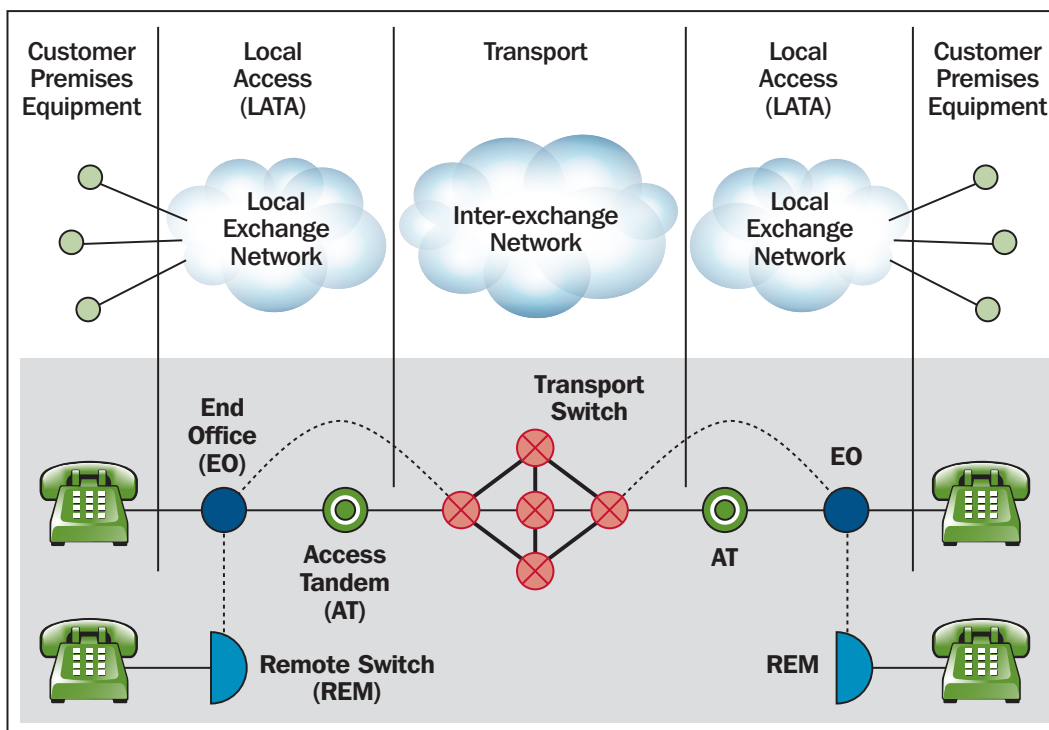 Customer
Premises
Equipment
Local
Access
(LATA)
Transport
Local
Access
(LATA)
Customer
Premises
Equipment
Local
Exchange
Network
Inter-exchange
Network
Local
Exchange
Network
Transport
Switch
End
Office
(EO)
EO
Access
Tandem
(AT)
AT
Remote Switch
(REM)
REM